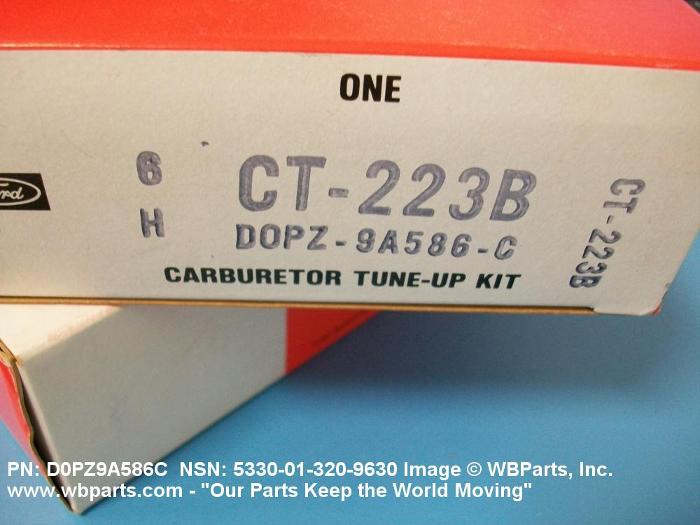 ONE
6
H
Ford
CT-223B
DOPZ-9A586-C
CARBURETOR TUNE-UP KIT
CT-223B
PN: D0PZ9A586C NSN: 5330-01-320-9630 Image © WBParts, Inc.
www.wbparts.com - "Our Parts Keep the World Moving"